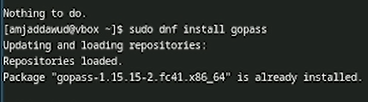 Nothing to do.
[amjaddawud@vbox ~]$ sudo dnf install gopass
Updating and loading repositories:
Repositories loaded.
Package "gopass-1.15.15-2.fc41.x86_64" is already installed.